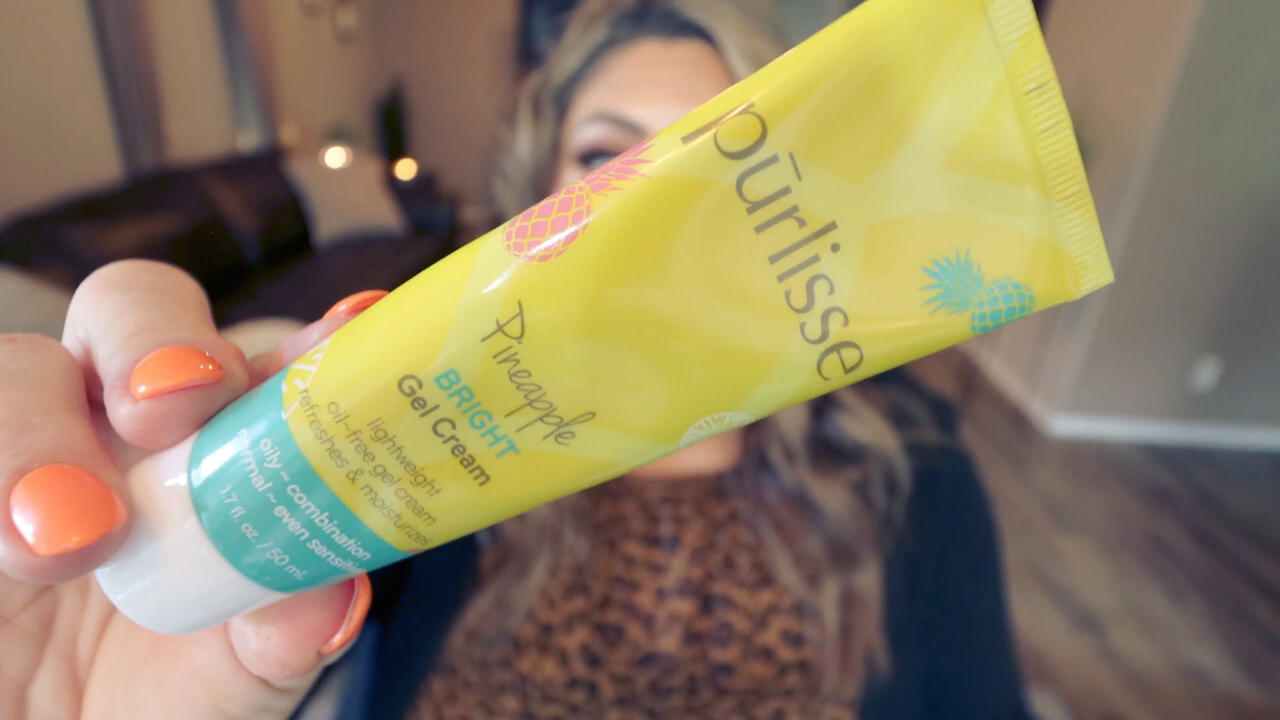 pūrlisse
Pineapple
BRIGHT
Gel Cream
lightweight
oil-free gel cream
refreshes & moisturizes
oily ~ combination
normal ~ even sensiti
1.7 fl. oz. / 50 mL